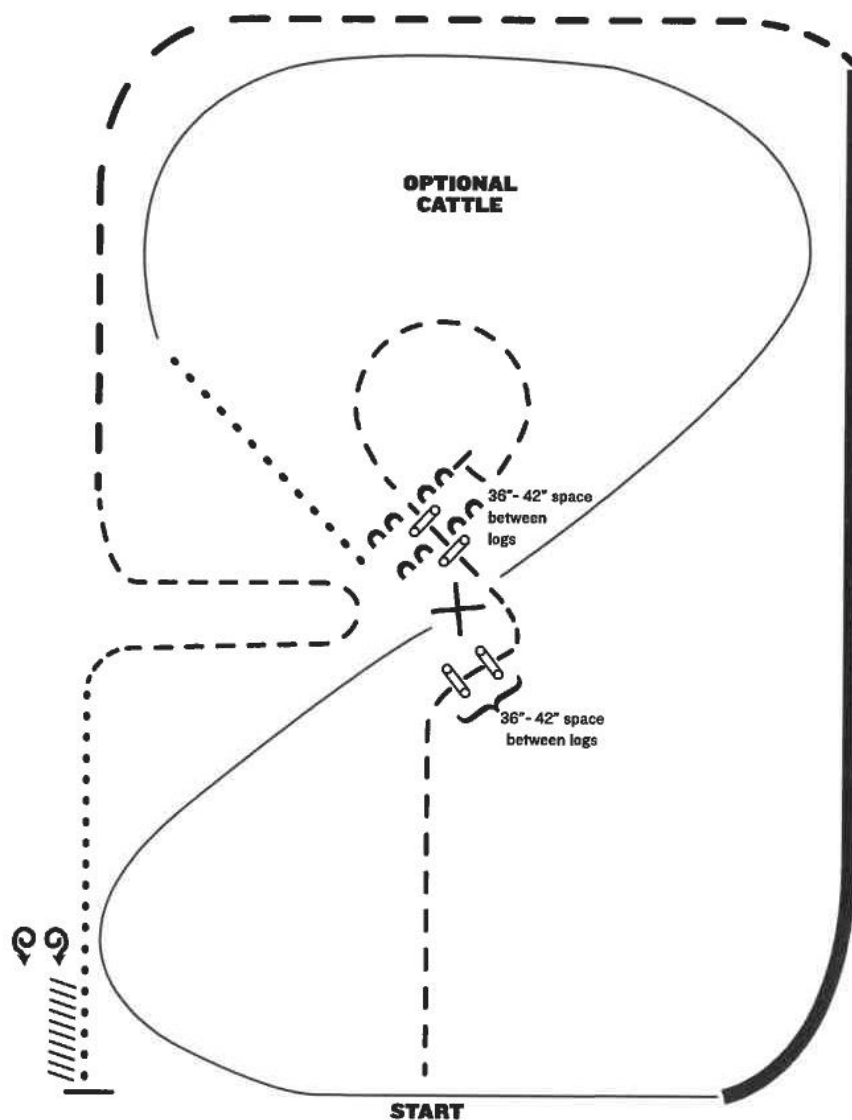 OPTIONAL
CATTLE
36"- 42" space
between
logs
36"- 42" space
between logs
START